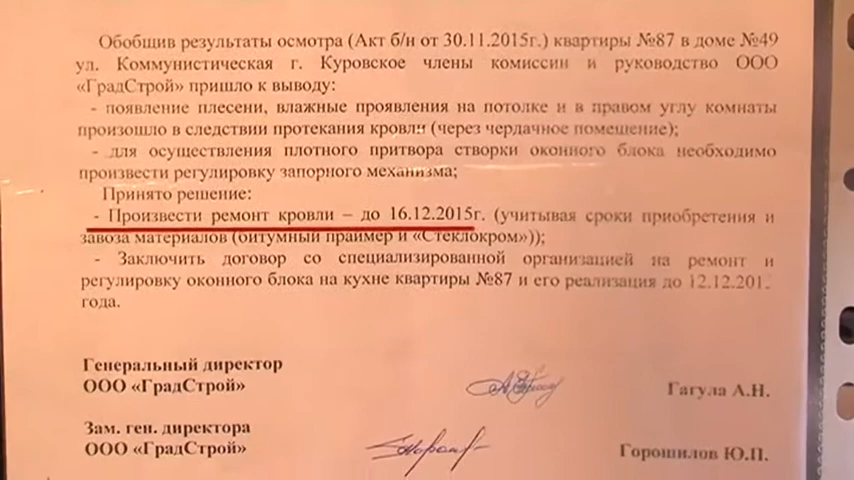 Обобщив результаты осмотра (Акт б/н от 30.11.2015г.) квартиры №87 в доме №49
ул. Коммунистическая г. Куровское члены комиссии и руководство ООО
«ГрадСтрой» пришло к выводу:
- появление плесени, влажные проявления на потолке и в правом углу комнаты
произошло в следствии протекания кровли (через чердачное помещение);
- для осуществления плотного притвора створки оконного блока необходимо
произвести регулировку запорного механизма;
Принято решение:
- Произвести ремонт кровли – до 16.12.2015г. (учитывая сроки приобретения и
завоза материалов (битумный праймер и «Стеклокром»));
- Заключить договор со специализированной организацией на ремонт и
регулировку оконного блока на кухне квартиры №87 и его реализация до
года.
Генеральный директор
ООО «ГрадСтрой»
Гагула А.Н.
Зам. ген. директора
ООО «ГрадСтрой»
Горошилов Ю.П.